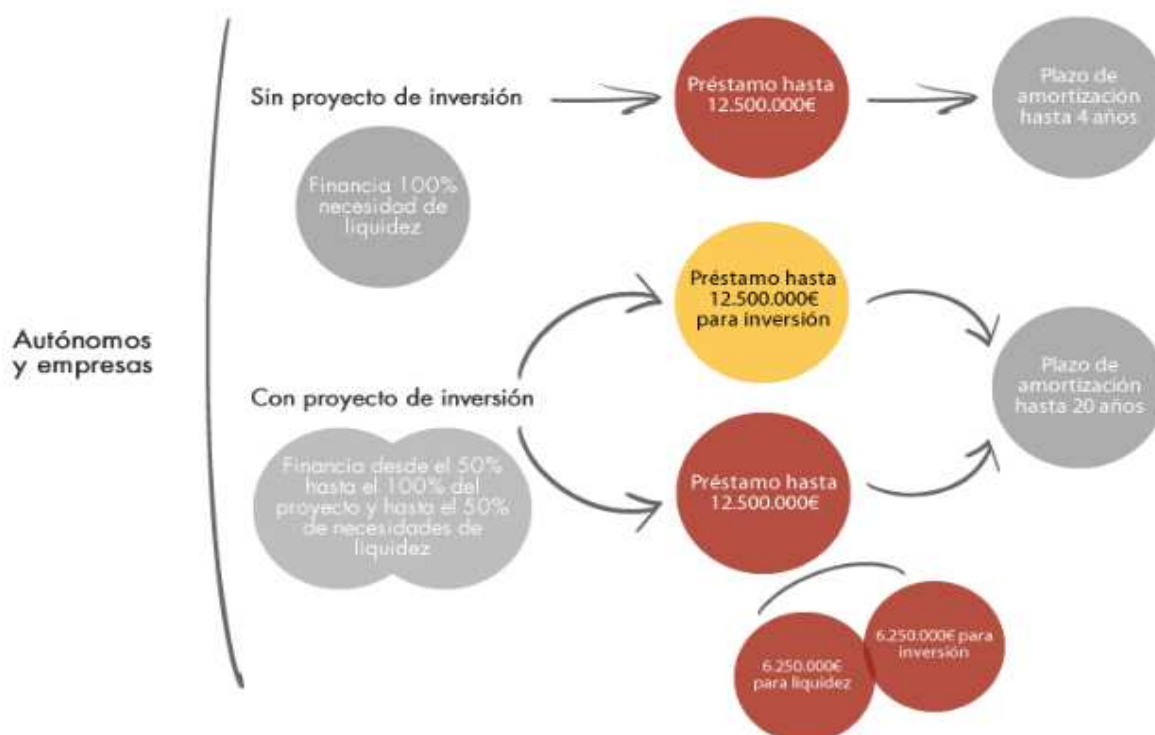 Autónomos
y empresas
Sin proyecto de inversión
Financia 100%
necesidad de
liquidez
Préstamo hasta
12.500.000€
Plazo de
amortización
hasta 4 años
Con proyecto de inversión
Financia desde el 50%
hasta el 100% del
proyecto y hasta el 50%
de necesidades de
liquidez
Préstamo hasta
12.500.000€
para inversión
Préstamo hasta
12.500.000€
6.250.000€
para liquidez
6.250.000€ para
inversión
Plazo de
amortización
hasta 20 años